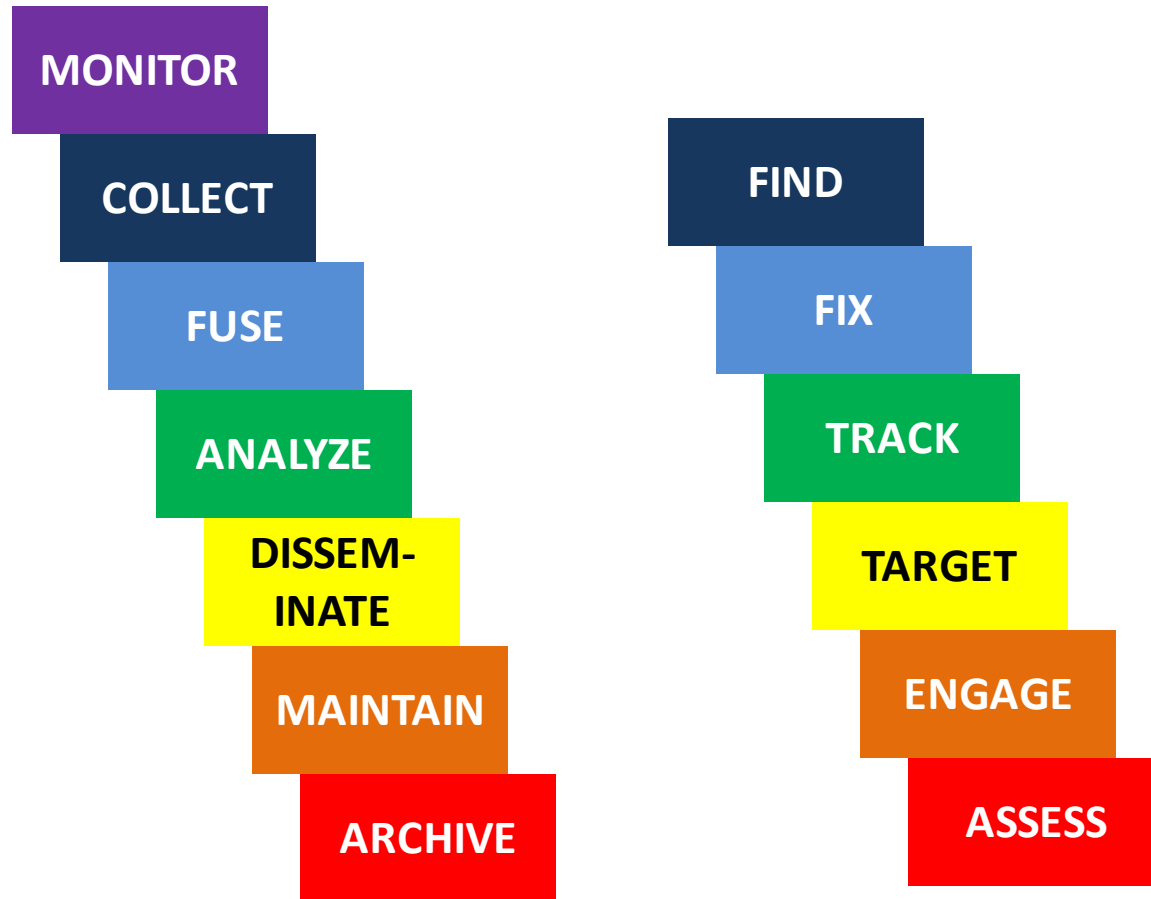 MONITOR
COLLECT
FUSE
ANALYZE
DISSEM-
INATE
MAINTAIN
ARCHIVE
FIND
FIX
TRACK
TARGET
ENGAGE
ASSESS